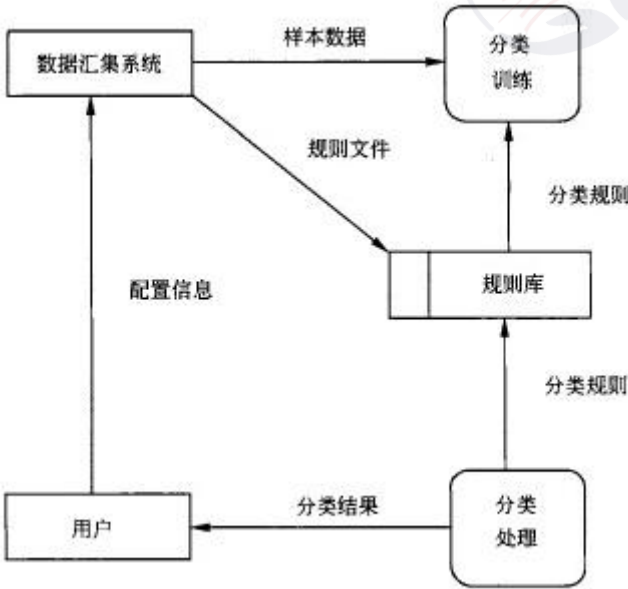 数据汇集系统
样本数据
分类
训练
规则文件
分类规则
配置信息
规则库
分类规则
用户
分类结果
分类
处理